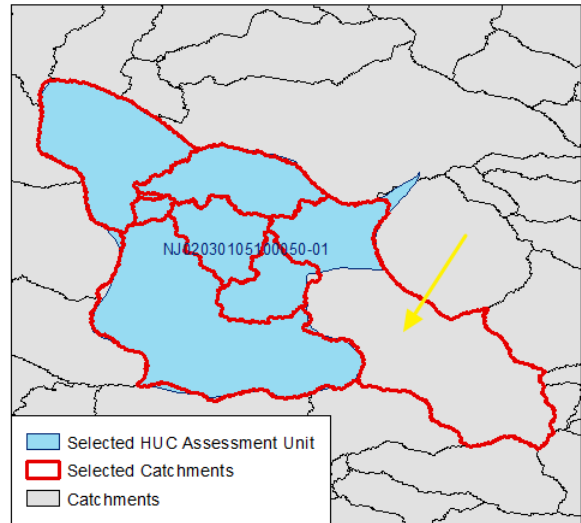 NJ02030105100050-01
Selected HUC Assessment Unit
Selected Catchments
Catchments